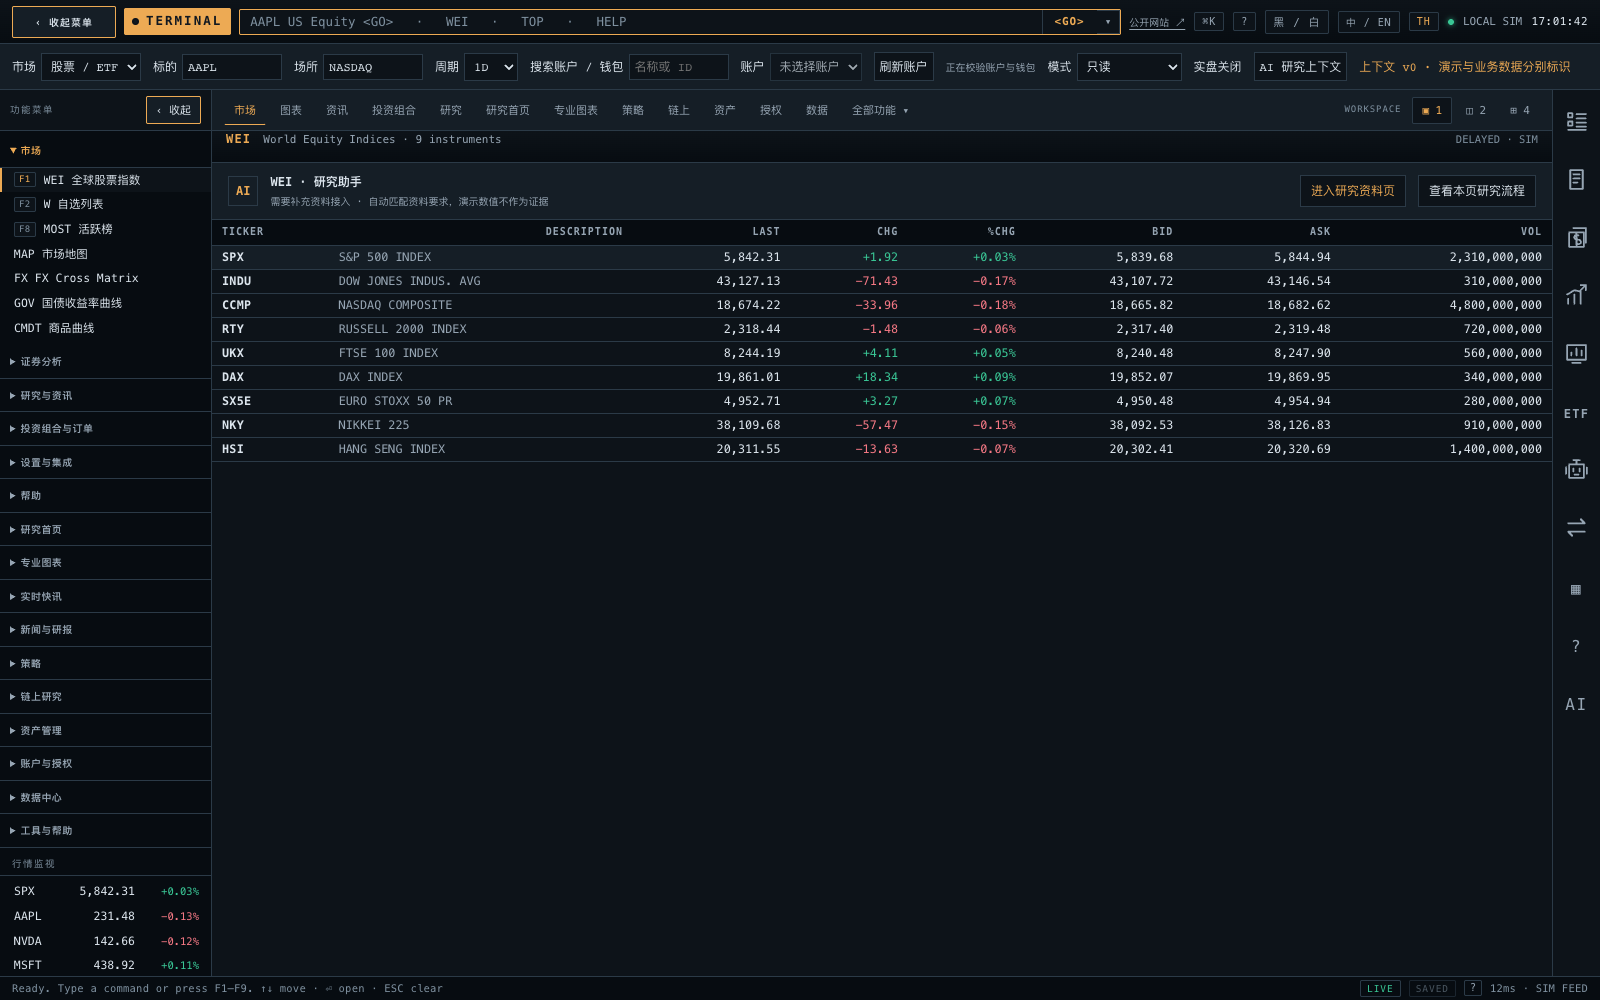 ‹ 收起菜单 ● TERMINAL AAPL US Equity <GO> · WEI · TOP · HELP <GO> ▾ 公开网站 ↗ ⌘K ? 黑 / 白 中 / EN TH ● LOCAL SIM 17:01:42
市场 股票 / ETF 标的 AAPL 场所 NASDAQ 周期 1D 搜索账户 / 钱包 名称或 ID 账户 未选择账户 刷新账户 正在校验账户与钱包 模式 只读 实盘关闭 AI 研究上下文 上下文 v0 · 演示与业务数据分别标识
功能菜单 ‹ 收起
市场 图表 资讯 投资组合 研究 研究首页 专业图表 策略 链上 资产 授权 数据 全部功能 ▾ WORKSPACE ▣ 1 ◫ 2 ⊞ 4
▼ 市场
F1 WEI 全球股票指数
F2 W 自选列表
F8 MOST 活跃榜
MAP 市场地图
FX FX Cross Matrix
GOV 国债收益率曲线
CMDT 商品曲线
▶ 证券分析
▶ 研究与资讯
▶ 投资组合与订单
▶ 设置与集成
▶ 帮助
▶ 研究首页
▶ 专业图表
▶ 实时快讯
▶ 新闻与研报
▶ 策略
▶ 链上研究
▶ 资产管理
▶ 账户与授权
▶ 数据中心
▶ 工具与帮助
行情监视
SPX 5,842.31 +0.03%
AAPL 231.48 −0.13%
NVDA 142.66 −0.12%
MSFT 438.92 +0.11%
WEI World Equity Indices · 9 instruments DELAYED · SIM
AI WEI · 研究助手
需要补充资料接入 · 自动匹配资料要求，演示数值不作为证据
进入研究资料页 查看本页研究流程
TICKER DESCRIPTION LAST CHG %CHG BID ASK VOL
SPX S&P 500 INDEX 5,842.31 +1.92 +0.03% 5,839.68 5,844.94 2,310,000,000
INDU DOW JONES INDUS. AVG 43,127.13 −71.43 −0.17% 43,107.72 43,146.54 310,000,000
CCMP NASDAQ COMPOSITE 18,674.22 −33.96 −0.18% 18,665.82 18,682.62 4,800,000,000
RTY RUSSELL 2000 INDEX 2,318.44 −1.48 −0.06% 2,317.40 2,319.48 720,000,000
UKX FTSE 100 INDEX 8,244.19 +4.11 +0.05% 8,240.48 8,247.90 560,000,000
DAX DAX INDEX 19,861.01 +18.34 +0.09% 19,852.07 19,869.95 340,000,000
SX5E EURO STOXX 50 PR 4,952.71 +3.27 +0.07% 4,950.48 4,954.94 280,000,000
NKY NIKKEI 225 38,109.68 −57.47 −0.15% 38,092.53 38,126.83 910,000,000
HSI HANG SENG INDEX 20,311.55 −13.63 −0.07% 20,302.41 20,320.69 1,400,000,000
ETF
?
AI
Ready. Type a command or press F1–F9. ↑↓ move · ⏎ open · ESC clear LIVE SAVED ? 12ms · SIM FEED